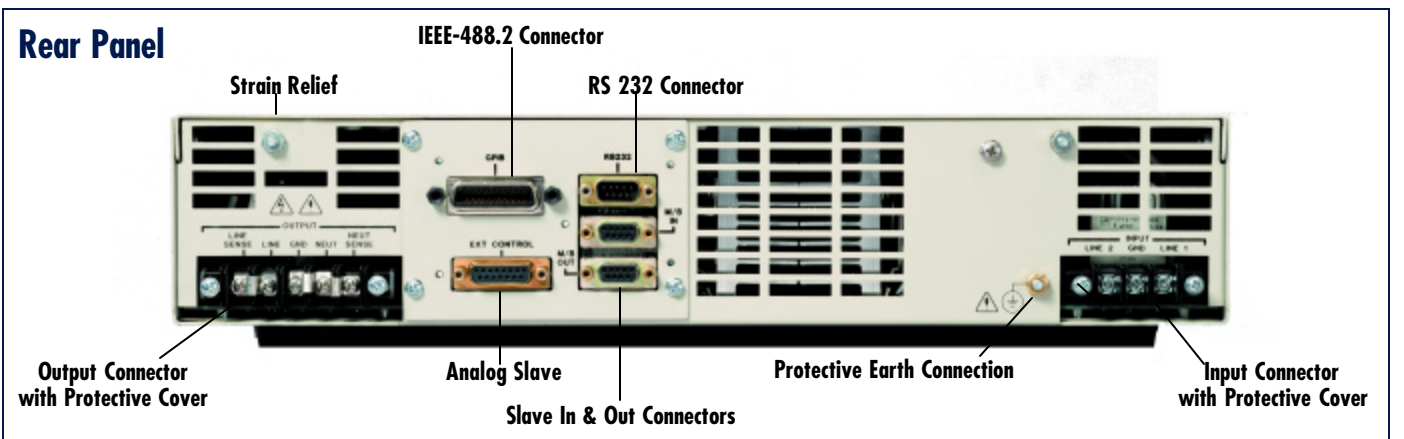 Rear Panel
IEEE-488.2 Connector
Strain Relief
RS 232 Connector
GPIB
RS232
M/S
IN
OUTPUT
LINE
SENSE
LINE
GND
NEUT
NEUT
SENSE
EXT CONTROL
M/S
OUT
INPUT
LINE 2
GND
LINE 1
Output Connector
with Protective Cover
Analog Slave
Slave In & Out Connectors
Protective Earth Connection
Input Connector
with Protective Cover